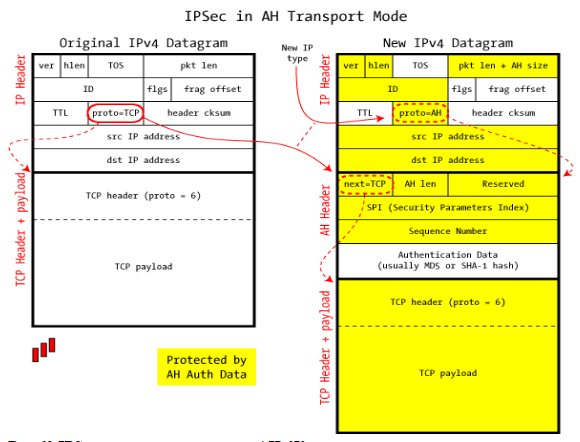 IPSec in AH Transport Mode
Original IPv4 Datagram
New IP type
New IPv4 Datagram
IP Header
ver hlen TOS pkt len
ID flgs frag offset
TTL proto=TCP header cksum
src IP address
dst IP address
TCP Header + payload
TCP header (proto = 6)
TCP payload
IP Header
ver hlen TOS pkt len + AH size
ID flgs frag offset
TTL proto=AH header cksum
src IP address
dst IP address
AH Header
next=TCP AH len Reserved
SPI (Security Parameters Index)
Sequence Number
Authentication Data
(usually MD5 or SHA-1 hash)
TCP Header + payload
TCP header (proto = 6)
TCP payload
Protected by
AH Auth Data